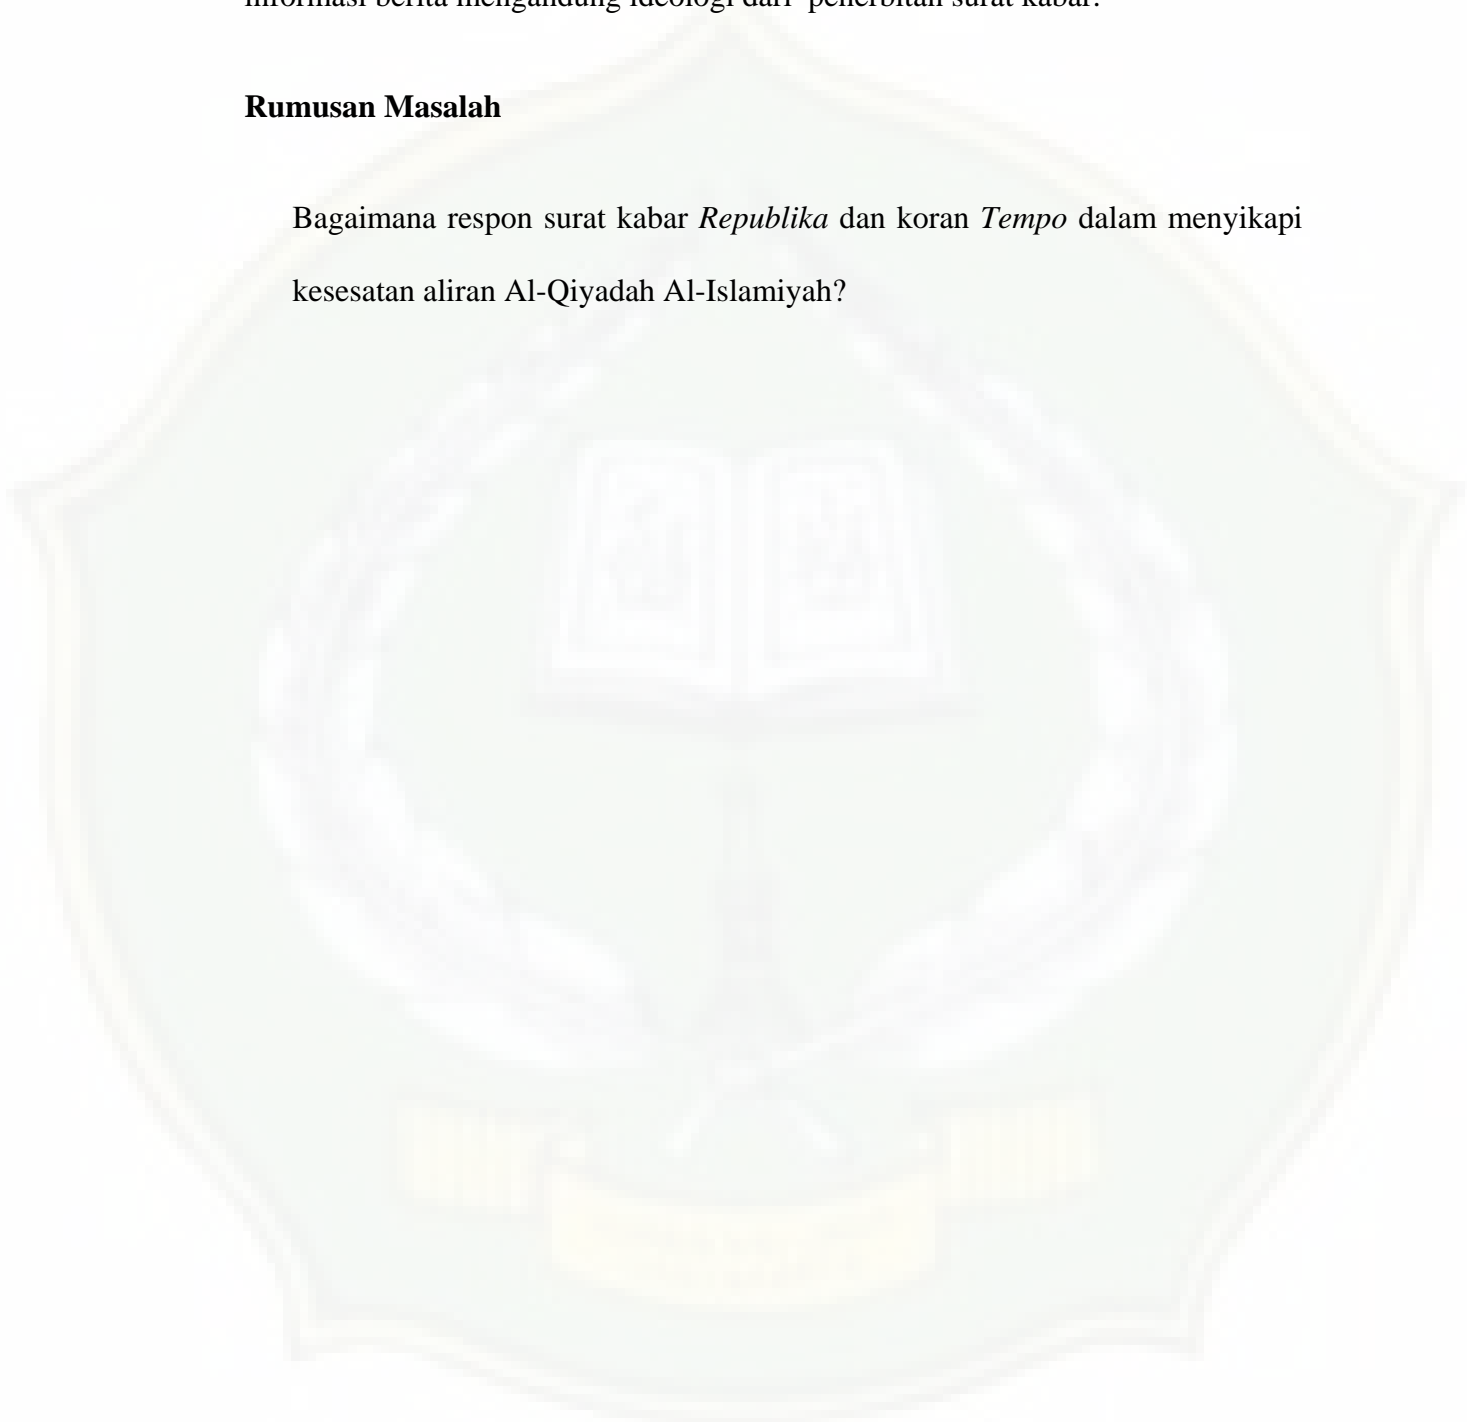 informasi berita mengandung ideologi dari penerbitan surat kabar.
Rumusan Masalah
Bagaimana respon surat kabar Republika dan koran Tempo dalam menyikapi
kesesatan aliran Al-Qiyadah Al-Islamiyah?